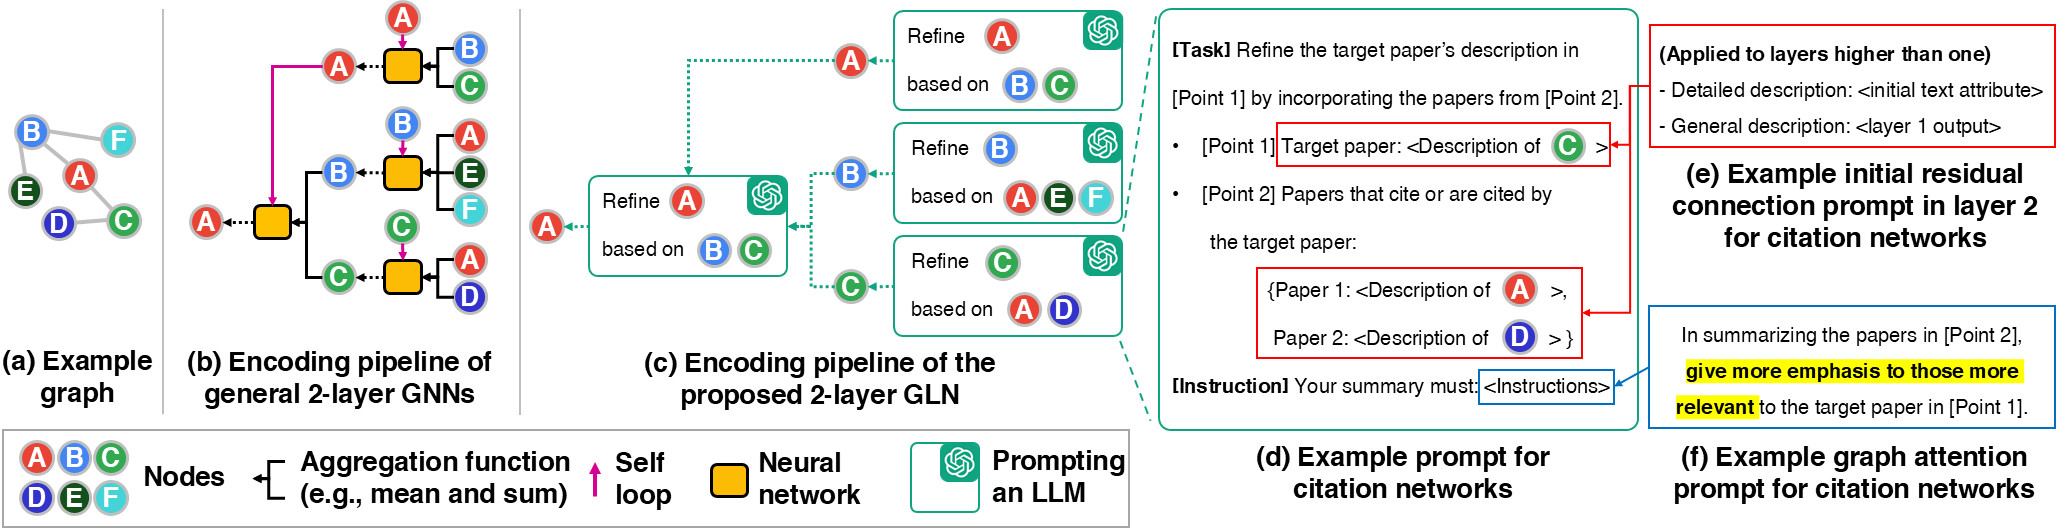 B
F
A
E
D
C
(a) Example
graph
A
A
B
C
B
B
A
E
F
A
C
C
A
D
(b) Encoding pipeline of
general 2-layer GNNs
A
Refine A
based on B C
A
Refine A
based on B C
B
Refine B
based on A E F
C
Refine C
based on A D
(c) Encoding pipeline of the
proposed 2-layer GLN
[Task] Refine the target paper's description in
[Point 1] by incorporating the papers from [Point 2].
• [Point 1] Target paper: <Description of C >
• [Point 2] Papers that cite or are cited by
the target paper:
{Paper 1: <Description of A >,
Paper 2: <Description of D > }
[Instruction] Your summary must: <Instructions>
(d) Example prompt for
citation networks
(Applied to layers higher than one)
- Detailed description: <initial text attribute>
- General description: <layer 1 output>
(e) Example initial residual
connection prompt in layer 2
for citation networks
In summarizing the papers in [Point 2],
give more emphasis to those more
relevant to the target paper in [Point 1].
(f) Example graph attention
prompt for citation networks
A B C
D E F
Nodes
Aggregation function
(e.g., mean and sum)
Self
loop
Neural
network
Prompting
an LLM